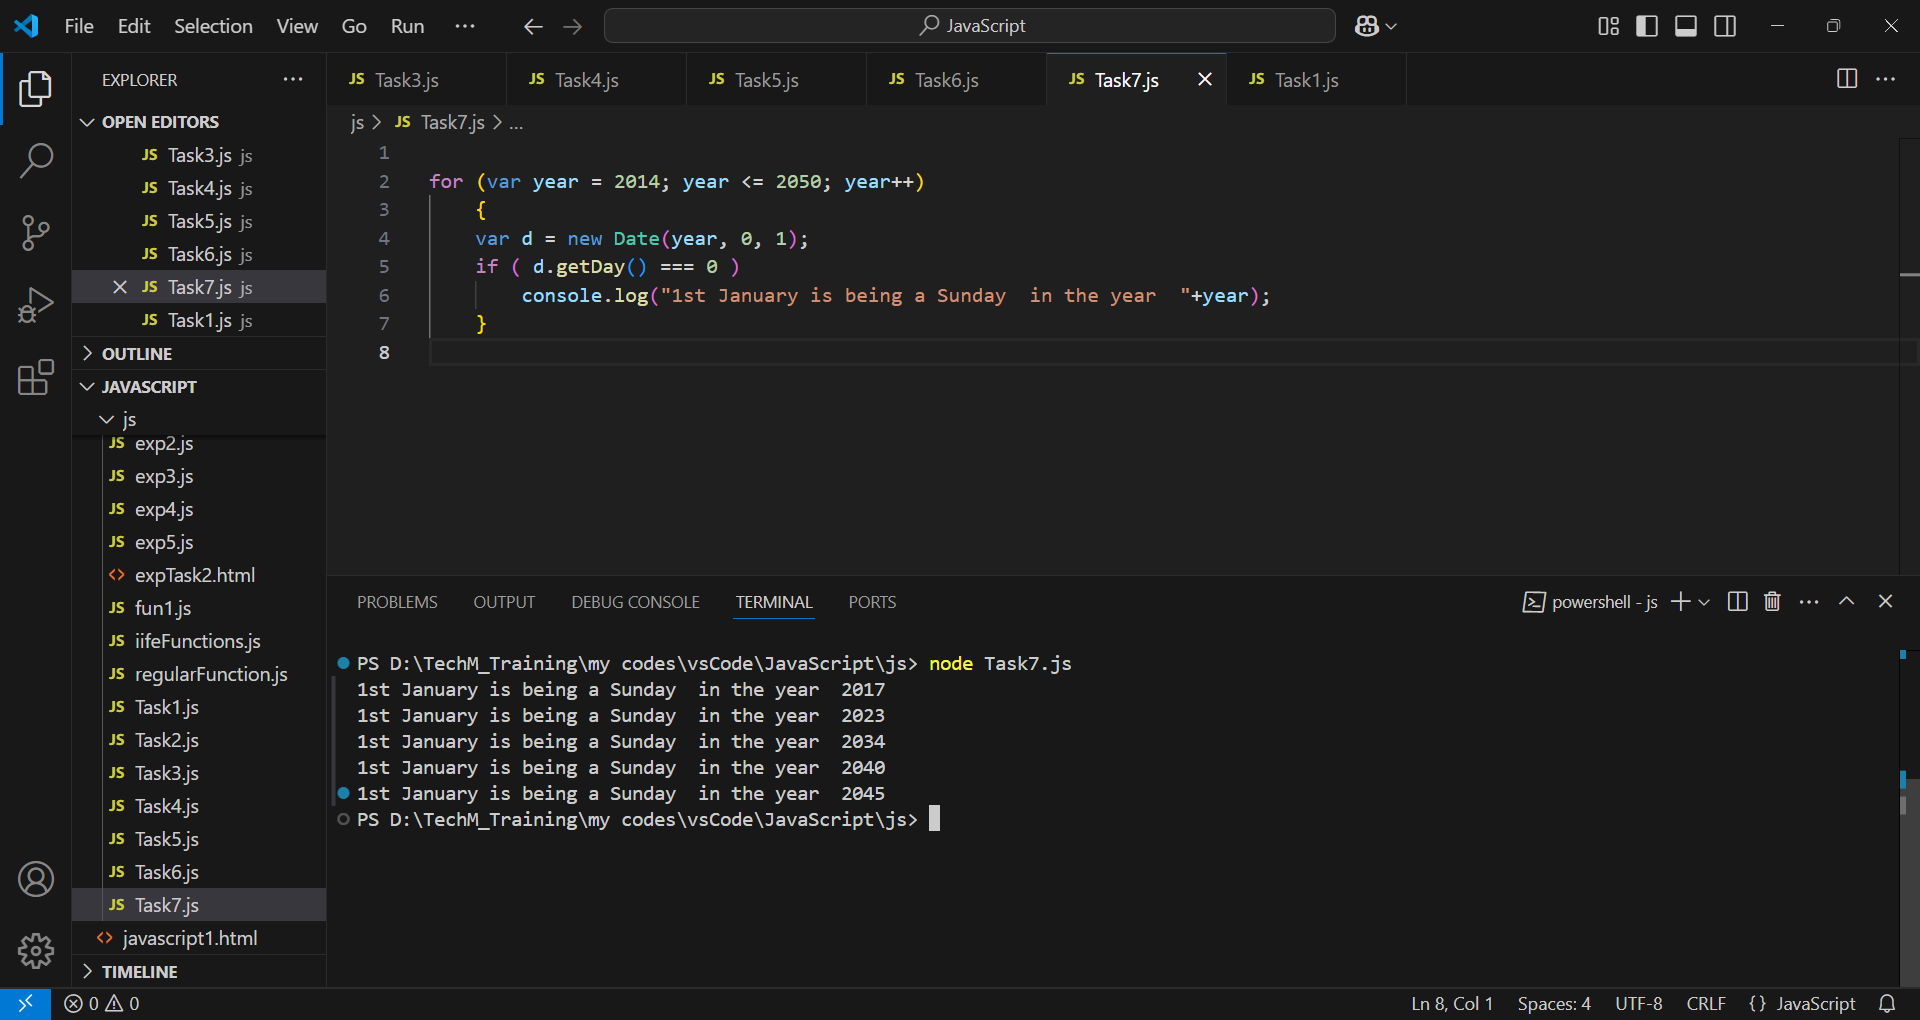 File Edit Selection View Go Run ··· JavaScript
EXPLORER ···
OPEN EDITORS
JS Task3.js js
JS Task4.js js
JS Task5.js js
JS Task6.js js
JS Task7.js js
JS Task1.js js
OUTLINE
JAVASCRIPT
js
JS exp2.js
JS exp3.js
JS exp4.js
JS exp5.js
<> expTask2.html
JS fun1.js
JS iifeFunctions.js
JS regularFunction.js
JS Task1.js
JS Task2.js
JS Task3.js
JS Task4.js
JS Task5.js
JS Task6.js
JS Task7.js
<> javascript1.html
TIMELINE
JS Task3.js JS Task4.js JS Task5.js JS Task6.js JS Task7.js JS Task1.js ···
js > JS Task7.js > ...
1
2 for (var year = 2014; year <= 2050; year++)
3 {
4 var d = new Date(year, 0, 1);
5 if ( d.getDay() === 0 )
6 console.log("1st January is being a Sunday  in the year  "+year);
7 }
8
PROBLEMS OUTPUT DEBUG CONSOLE TERMINAL PORTS powershell - js ···
PS D:\TechM_Training\my codes\vsCode\JavaScript\js> node Task7.js
1st January is being a Sunday  in the year  2017
1st January is being a Sunday  in the year  2023
1st January is being a Sunday  in the year  2034
1st January is being a Sunday  in the year  2040
1st January is being a Sunday  in the year  2045
PS D:\TechM_Training\my codes\vsCode\JavaScript\js>
0 0 Ln 8, Col 1 Spaces: 4 UTF-8 CRLF {} JavaScript